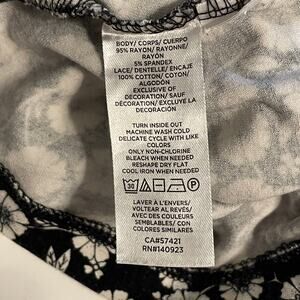 BODY/ CORPS/ CUERPO
95% RAYON/ RAYONNE/
RAYÓN
5% SPANDEX
LACE/ DENTELLE/ ENCAJE
100% COTTON/ COTON/
ALGODÓN
EXCLUSIVE OF
DECORATION/ SAUF
DÉCORATION/ EXCLUYE LA
DECORACIÓN
TURN INSIDE OUT
MACHINE WASH COLD
DELICATE CYCLE WITH LIKE
COLORS
ONLY NON-CHLORINE
BLEACH WHEN NEEDED
RESHAPE DRY FLAT
COOL IRON WHEN NEEDED
30 P
LAVER À L'ENVERS/
VOLTEAR AL REVÉS/
AVEC DES COULEURS
SEMBLABLES/ CON
COLORES SIMILARES
CA#57421
RN#140923